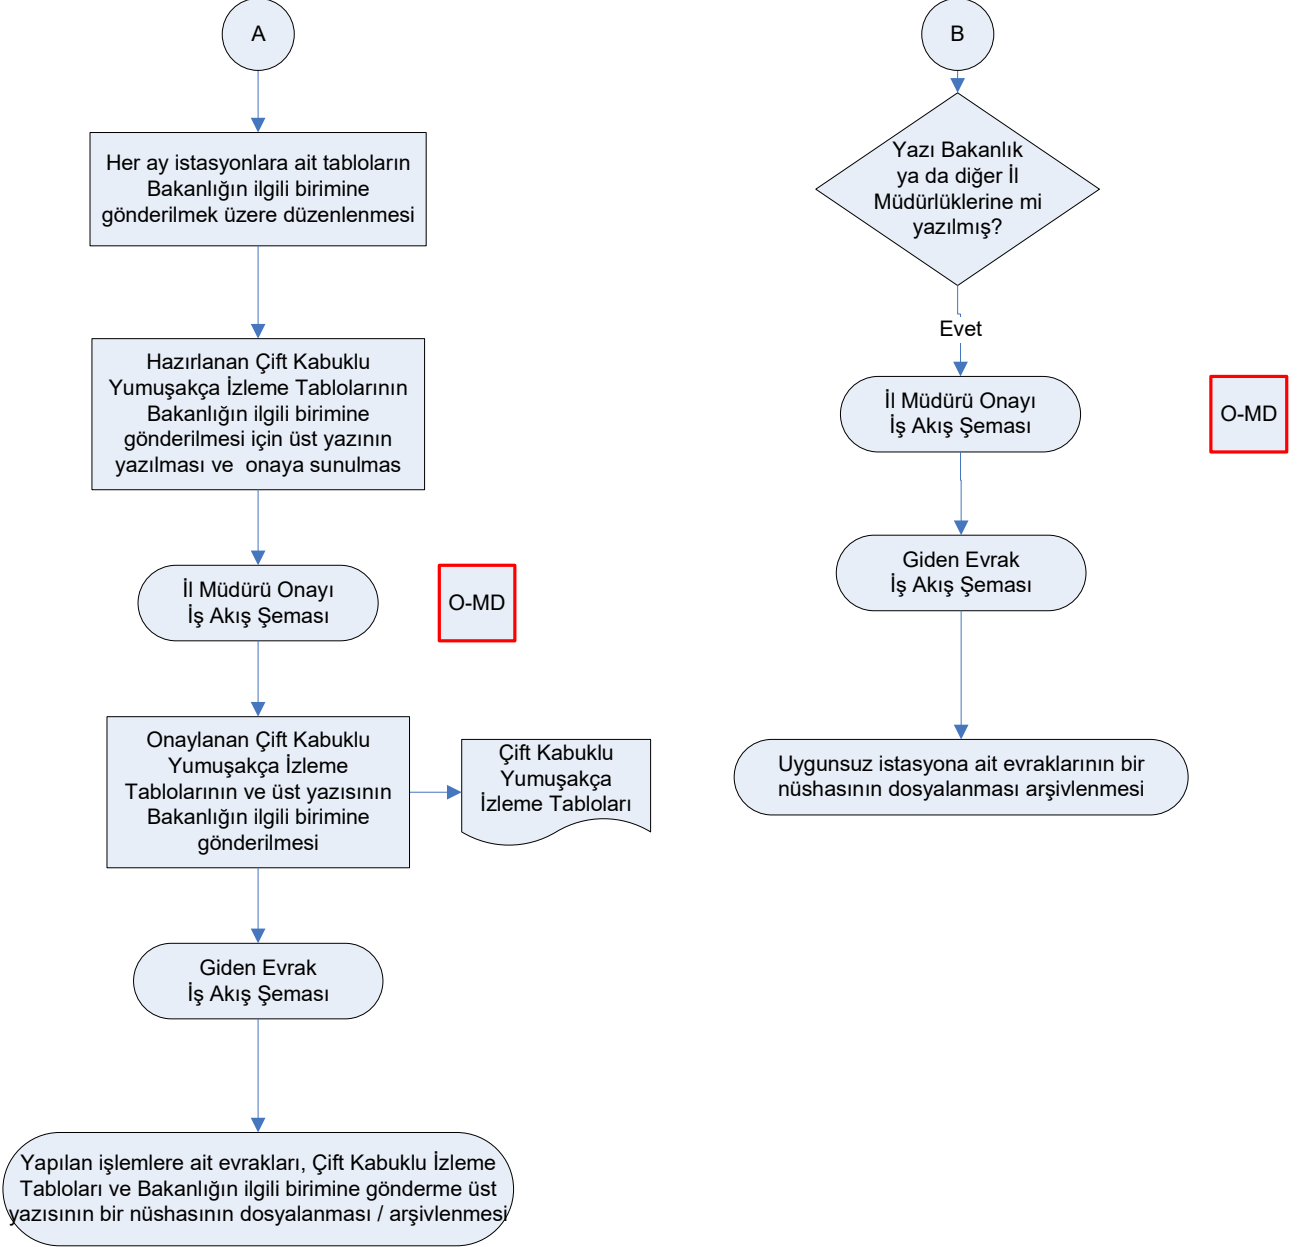 A
Her ay istasyonlara ait tabloların
Bakanlığın ilgili birimine
gönderilmek üzere düzenlenmesi
Hazırlanan Çift Kabuklu
Yumuşakça İzleme Tablolarının
Bakanlığın ilgili birimine
gönderilmesi için üst yazının
yazılması ve  onaya sunulmas
İl Müdürü Onayı
İş Akış Şeması
O-MD
Onaylanan Çift Kabuklu
Yumuşakça İzleme
Tablolarının ve üst yazısının
Bakanlığın ilgili birimine
gönderilmesi
Çift Kabuklu
Yumuşakça
İzleme Tabloları
Giden Evrak
İş Akış Şeması
Yapılan işlemlere ait evrakları, Çift Kabuklu İzleme
Tabloları ve Bakanlığın ilgili birimine gönderme üst
yazısının bir nüshasının dosyalanması / arşivlenmesi
B
Yazı Bakanlık
ya da diğer İl
Müdürlüklerine mi
yazılmış?
Evet
İl Müdürü Onayı
İş Akış Şeması
O-MD
Giden Evrak
İş Akış Şeması
Uygunsuz istasyona ait evraklarının bir
nüshasının dosyalanması arşivlenmesi